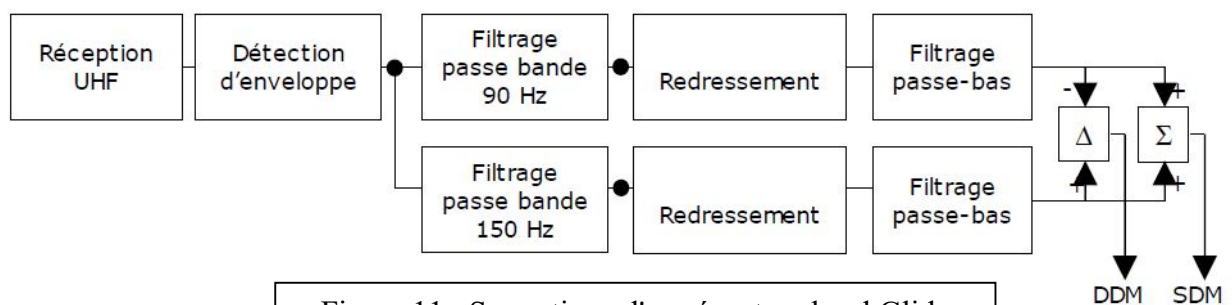 Réception
UHF
Détection
d'enveloppe
Filtrage
passe bande
90 Hz
Redressement
Filtrage
passe-bas
-
+
Δ
Σ
+
+
Filtrage
passe bande
150 Hz
Redressement
Filtrage
passe-bas
DDM
SDM